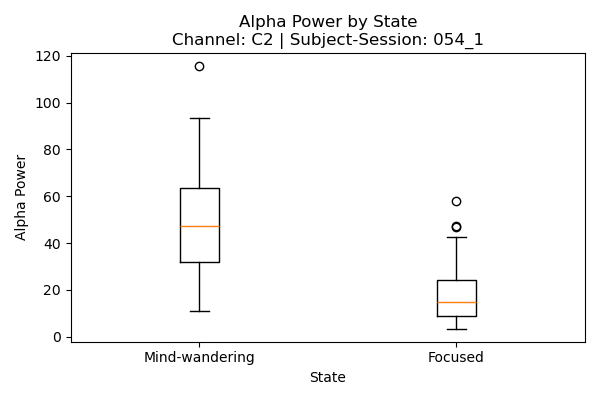 Alpha Power by State
Channel: C2 | Subject-Session: 054_1
120
100
80
60
40
20
0
Alpha Power
Mind-wandering
Focused
State